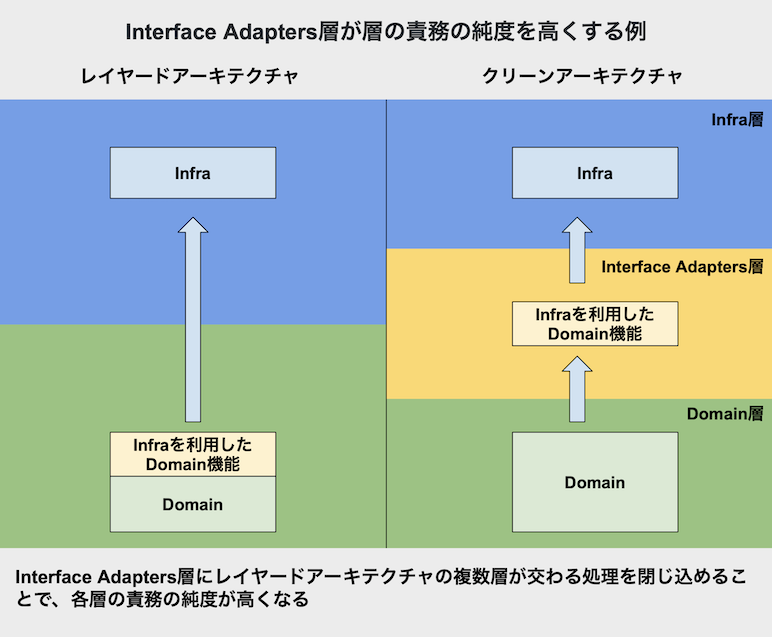 Interface Adapters層が層の責務の純度を高くする例
レイヤードアーキテクチャ
クリーンアーキテクチャ
Infra
Infraを利用した
Domain機能
Domain
Infra層
Infra
Interface Adapters層
Infraを利用した
Domain機能
Domain層
Domain
Interface Adapters層にレイヤードアーキテクチャの複数層が交わる処理を閉じ込めるこ
とで、各層の責務の純度が高くなる